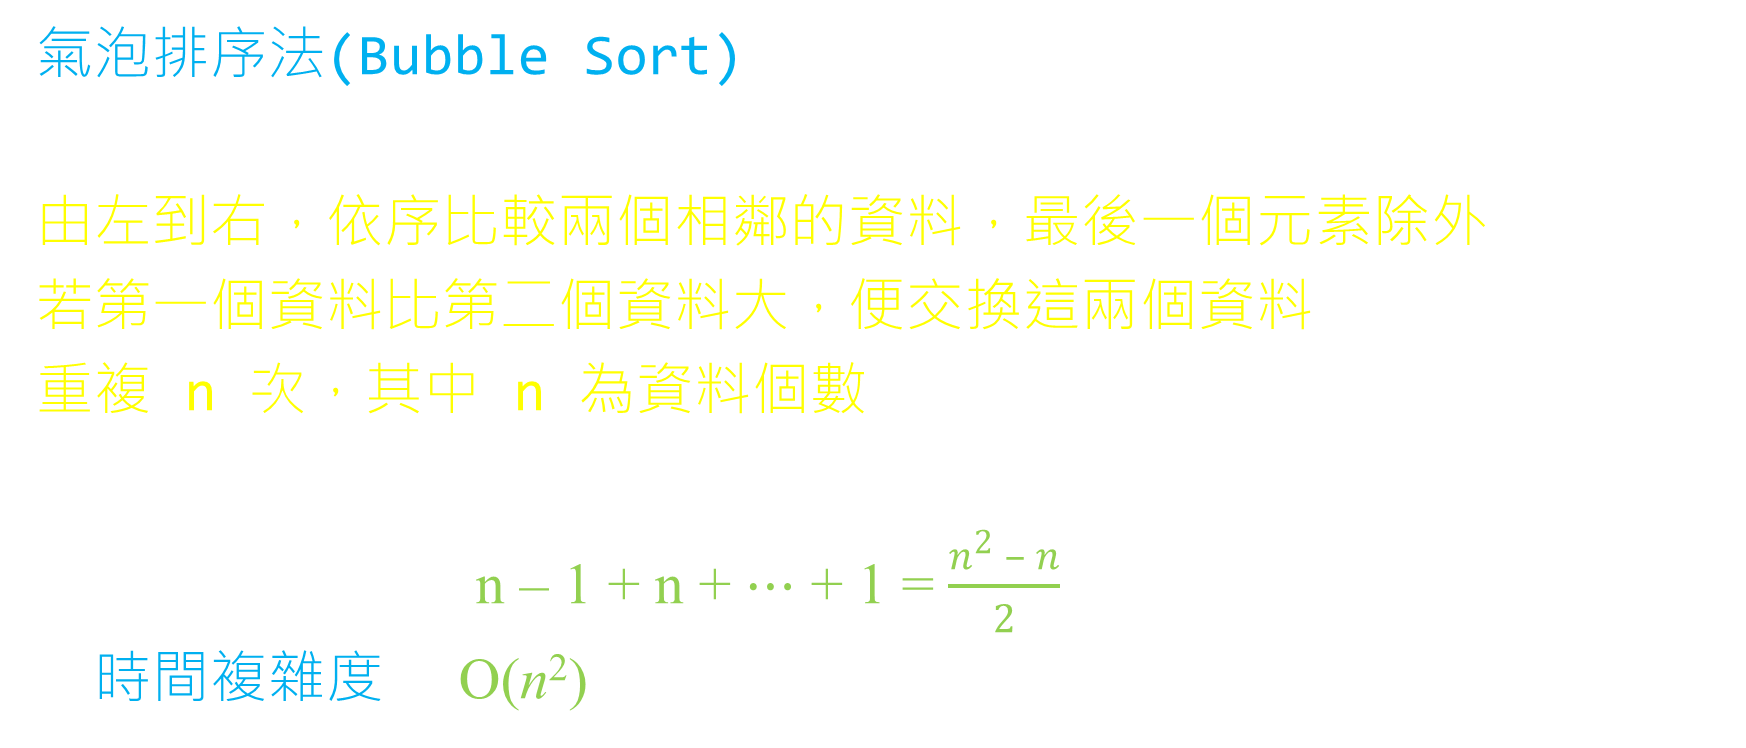 氣泡排序法(Bubble Sort)
由左到右，依序比較兩個相鄰的資料，最後一個元素除外
若第一個資料比第二個資料大，便交換這兩個資料
重複 n 次，其中 n 為資料個數
n – 1 + n + ⋯ + 1 = \frac{n^2 – n}{2}
時間複雜度 O(n²)